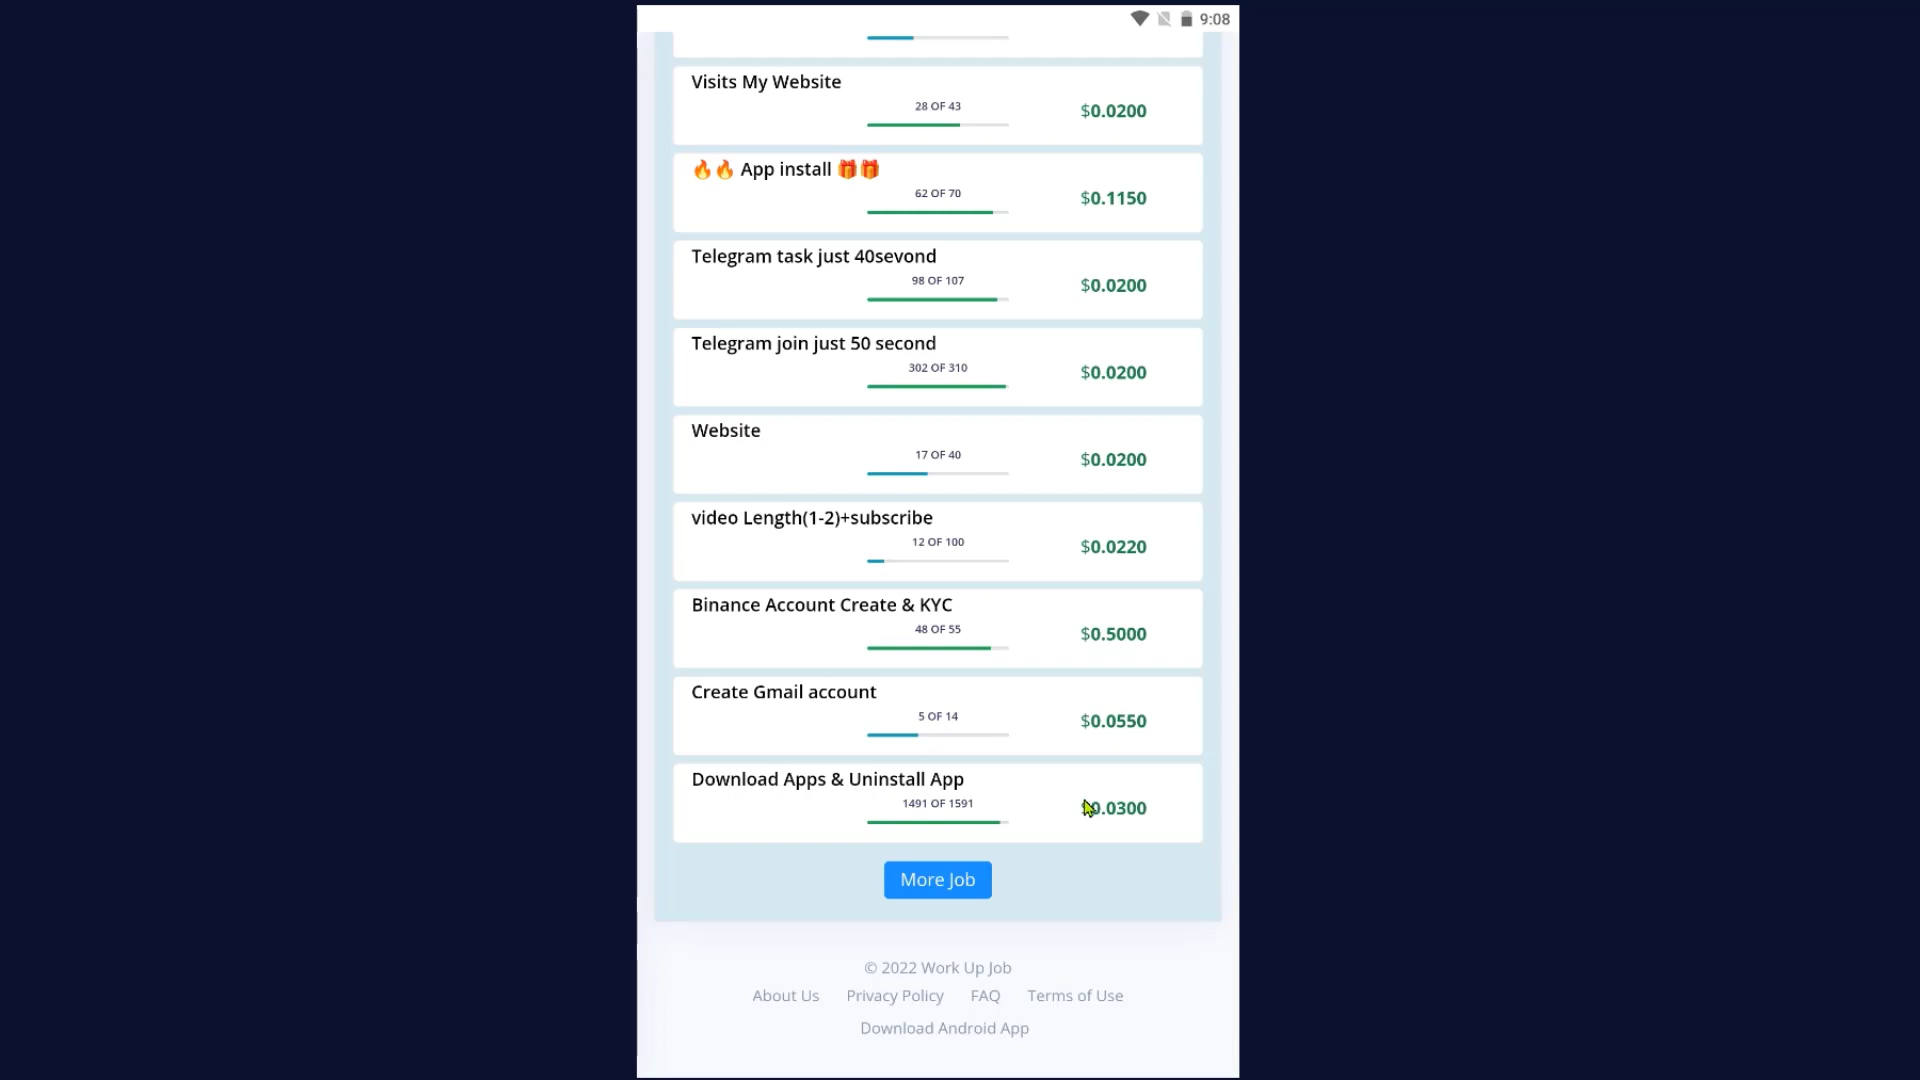 9:08
Visits My Website
28 OF 43
$0.0200
🔥🔥 App install 🎁🎁
62 OF 70
$0.1150
Telegram task just 40sevond
98 OF 107
$0.0200
Telegram join just 50 second
302 OF 310
$0.0200
Website
17 OF 40
$0.0200
video Length(1-2)+subscribe
12 OF 100
$0.0220
Binance Account Create & KYC
48 OF 55
$0.5000
Create Gmail account
5 OF 14
$0.0550
Download Apps & Uninstall App
1491 OF 1591
$0.0300
More Job
© 2022 Work Up Job
About Us Privacy Policy FAQ Terms of Use
Download Android App